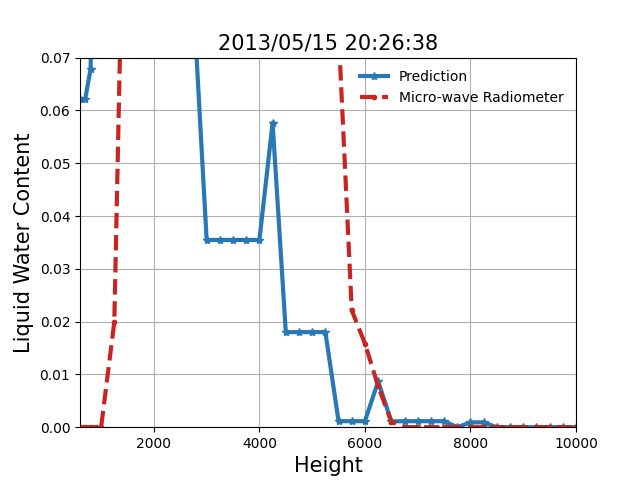 2013/05/15 20:26:38
Prediction
Micro-wave Radiometer
Liquid Water Content
0.07
0.06
0.05
0.04
0.03
0.02
0.01
0.00
2000 4000 6000 8000 10000
Height